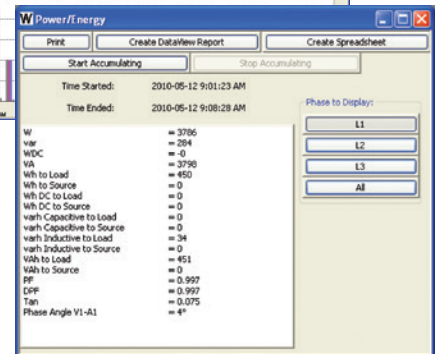 W Power/Energy
Print Create DataView Report Create Spreadsheet
Start Accumulating Stop Accumulating
Time Started: 2010-05-12 9:01:23 AM
Time Ended: 2010-05-12 9:08:28 AM
Phase to Display:
L1
L2
L3
All
W = 3786
var = 284
WDC = -0
VA = 3798
Wh to Load = 450
Wh to Source = 0
Wh DC to Load = 0
Wh DC to Source = 0
varh Capacitive to Load = 0
varh Capacitive to Source = 0
varh Inductive to Load = 34
varh Inductive to Source = 0
VAh to Load = 451
VAh to Source = 0
PF = 0.997
DPF = 0.997
Tan = 0.075
Phase Angle V1-A1 = 4°